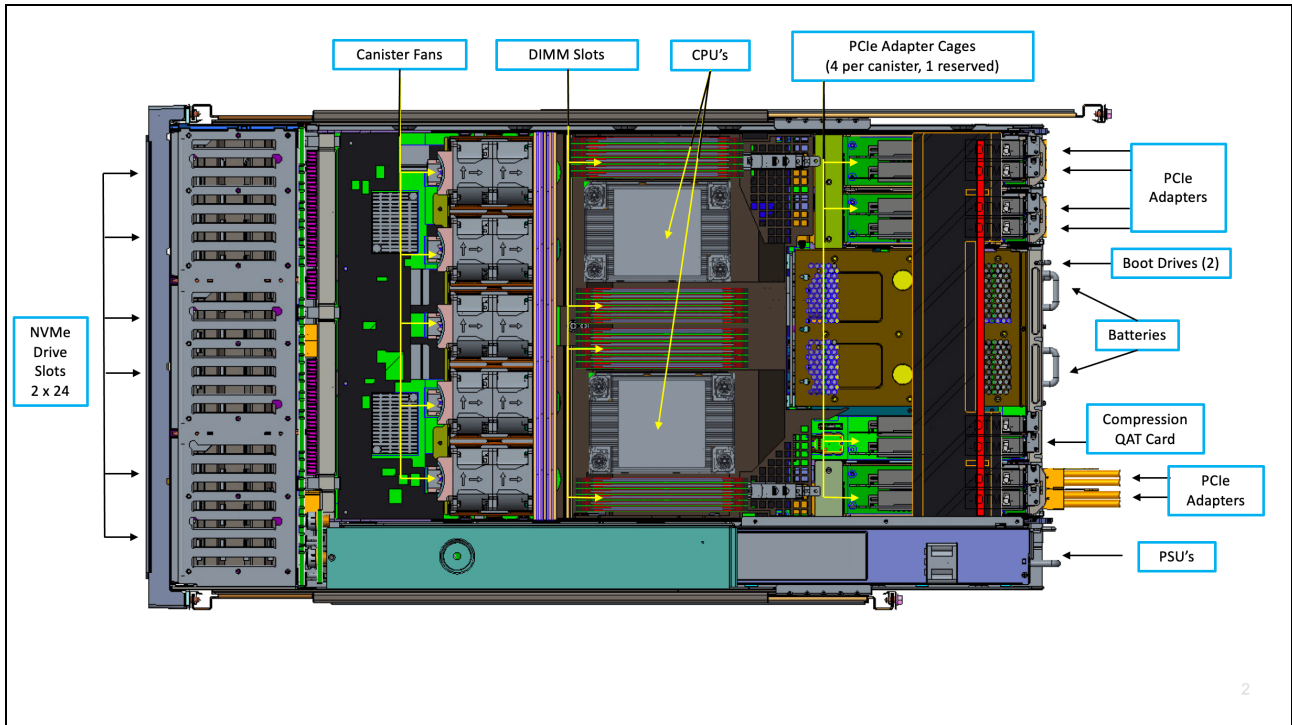 Canister Fans
DIMM Slots
CPU's
PCIe Adapter Cages
(4 per canister, 1 reserved)
PCIe
Adapters
Boot Drives (2)
NVMe
Drive
Slots
2 x 24
Batteries
Compression
QAT Card
PCIe
Adapters
PSU's
2